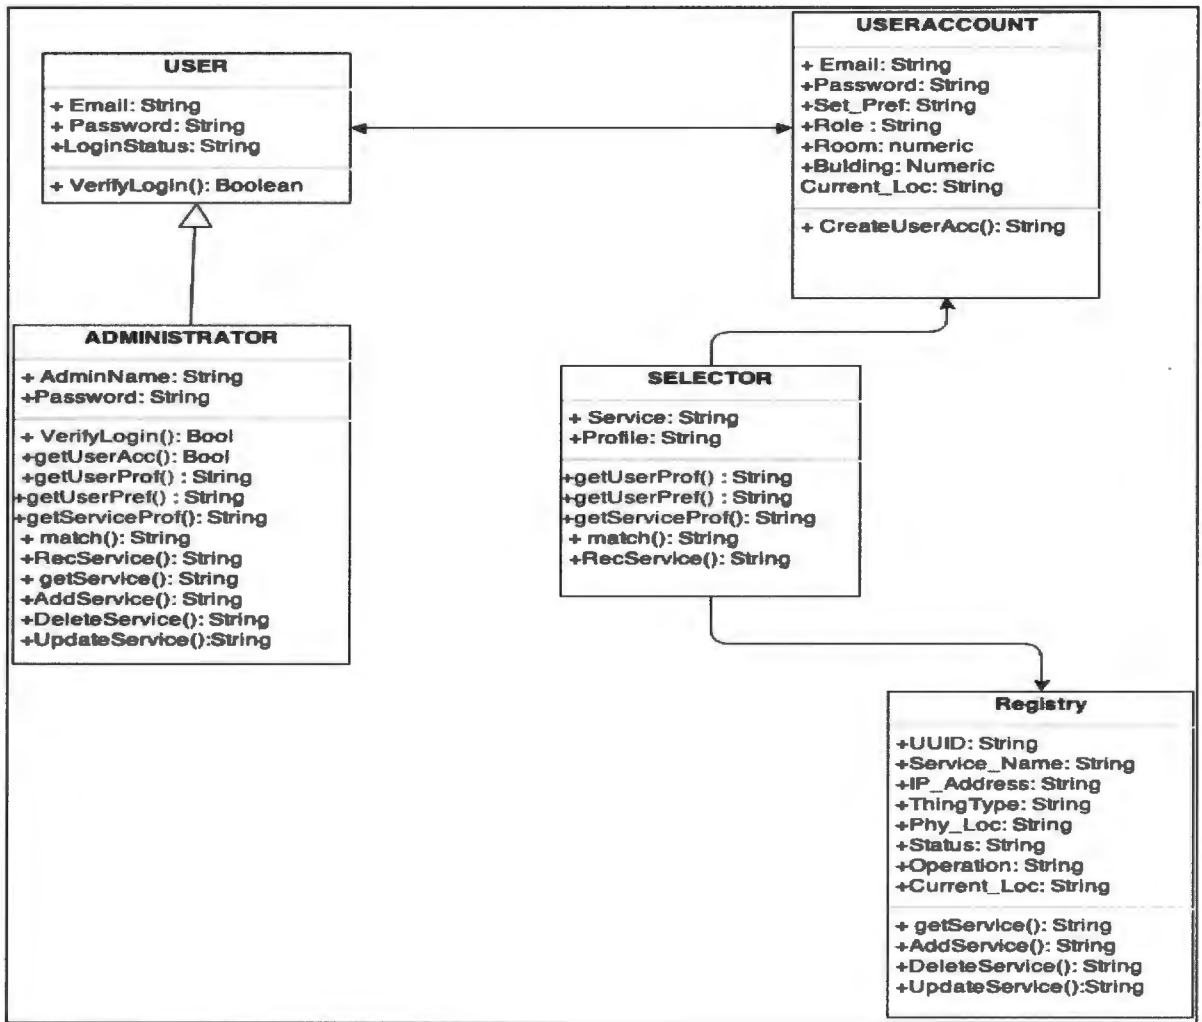 USER
+ Email: String
+ Password: String
+LoginStatus: String
+ VerifyLogin(): Boolean
USERACCOUNT
+ Email: String
+Password: String
+Set_Pref: String
+Role : String
+Room: numeric
+Bulding: Numeric
Current_Loc: String
+ CreateUserAcc(): String
ADMINISTRATOR
+ AdminName: String
+Password: String
+ VerifyLogin(): Bool
+getUserAcc(): Bool
+getUserProf() : String
+getUserPref() : String
+getServiceProf(): String
+ match(): String
+RecService(): String
+ getService(): String
+AddService(): String
+DeleteService(): String
+UpdateService():String
SELECTOR
+ Service: String
+Profile: String
+getUserProf() : String
+getUserPref() : String
+getServiceProf(): String
+ match(): String
+RecService(): String
Registry
+UUID: String
+Service_Name: String
+IP_Address: String
+ThingType: String
+Phy_Loc: String
+Status: String
+Operation: String
+Current_Loc: String
+ getService(): String
+AddService(): String
+DeleteService(): String
+UpdateService():String